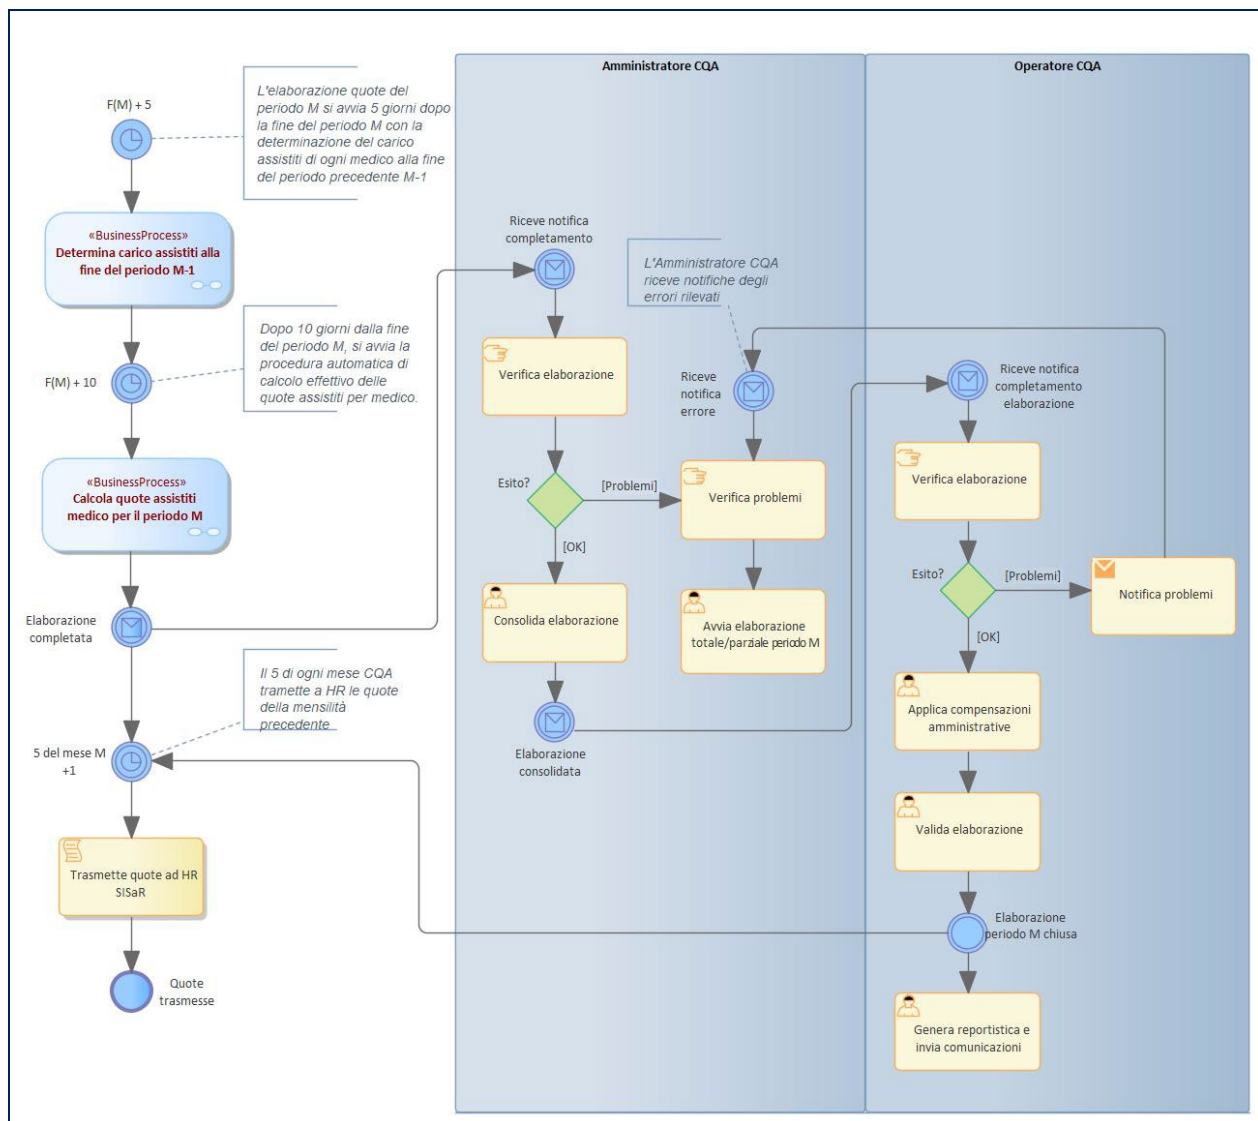 Amministratore CQA
Operatore CQA
F(M) + 5
L'elaborazione quote del
periodo M si avvia 5 giorni dopo
la fine del periodo M con la
determinazione del carico
assistiti di ogni medico alla fine
del periodo precedente M-1
«BusinessProcess»
Determina carico assistiti alla
fine del periodo M-1
F(M) + 10
Dopo 10 giorni dalla fine
del periodo M, si avvia la
procedura automatica di
calcolo effettivo delle
quote assistiti per medico.
«BusinessProcess»
Calcola quote assistiti
medico per il periodo M
Elaborazione
completata
Il 5 di ogni mese CQA
tramette a HR le quote
della mensilità
precedente
5 del mese M
+1
Trasmette quote ad HR
SISaR
Quote
trasmesse
Riceve notifica
completamento
Verifica elaborazione
Esito?
[Problemi]
[OK]
Consolida elaborazione
Elaborazione
consolidata
L'Amministratore CQA
riceve notifiche degli
errori rilevati
Riceve
notifica
errore
Verifica problemi
Avvia elaborazione
totale/parziale periodo M
Riceve notifica
completamento
elaborazione
Verifica elaborazione
Esito?
[Problemi]
Notifica problemi
[OK]
Applica compensazioni
amministrative
Valida elaborazione
Elaborazione
periodo M chiusa
Genera reportistica e
invia comunicazioni